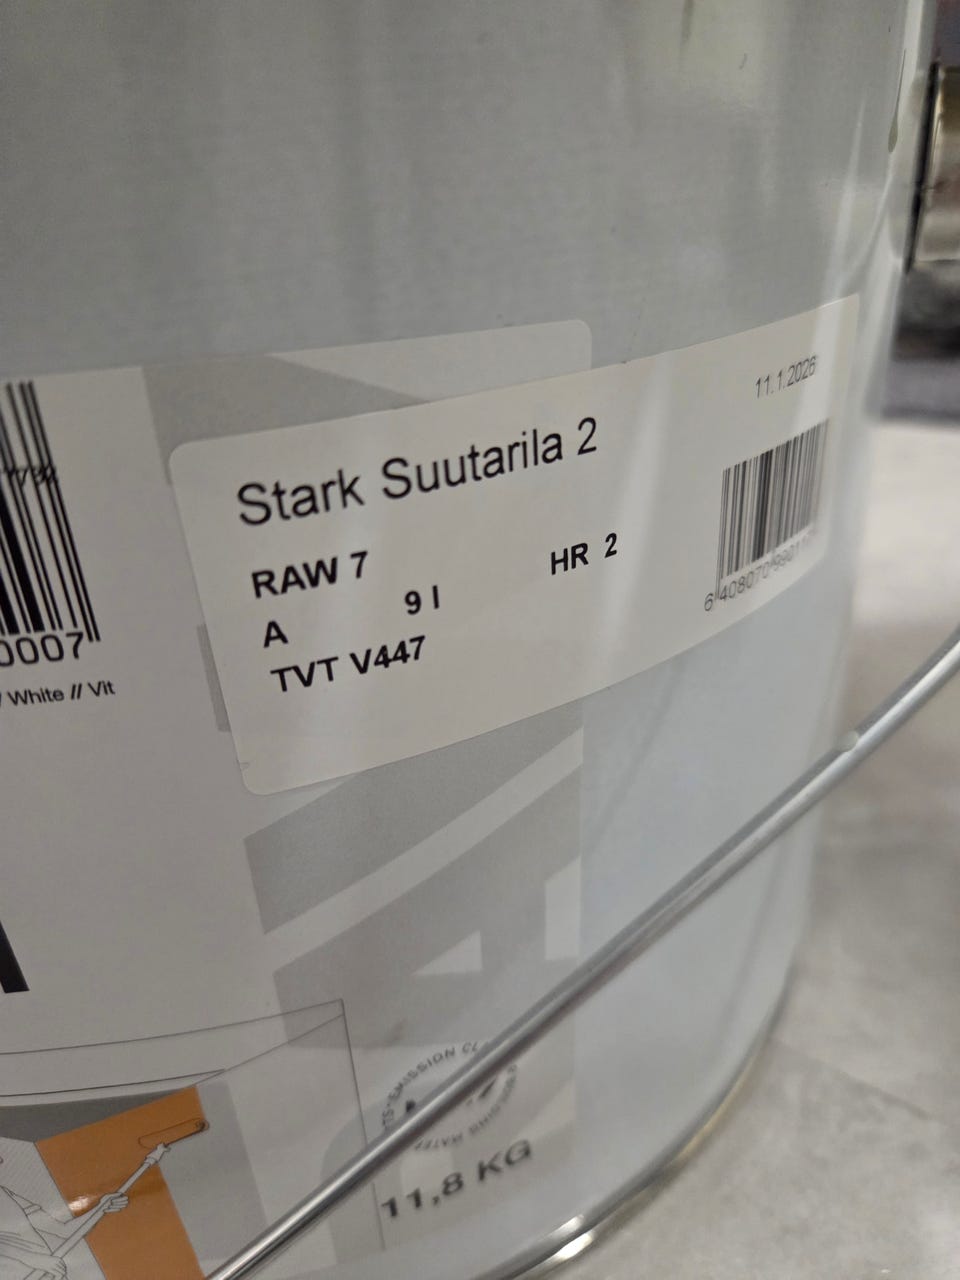 11.1.2026
Stark Suutarila 2
RAW 7
HR 2
A 9 l
TVT V447
0007
/ White // Vit
11,8 KG